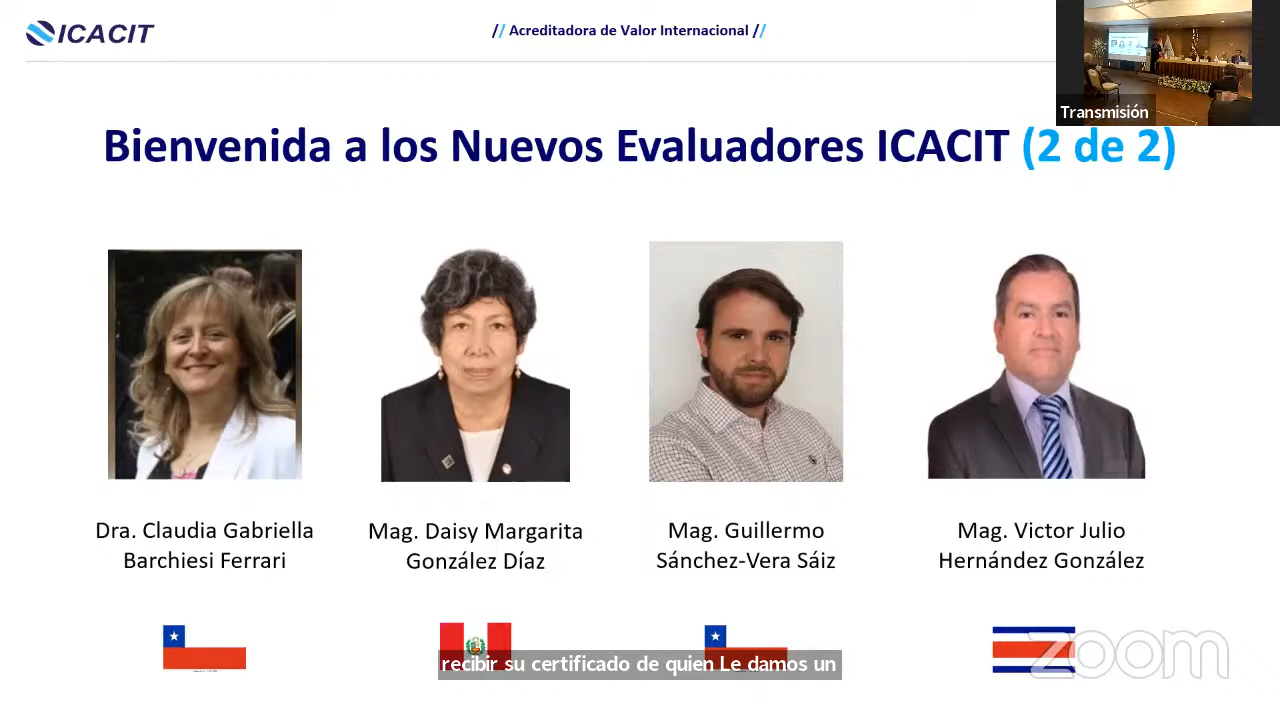 ICACIT
// Acreditadora de Valor Internacional //
Transmisión
Bienvenida a los Nuevos Evaluadores ICACIT (2 de 2)
Dra. Claudia Gabriella
Barchiesi Ferrari
Mag. Daisy Margarita
González Díaz
Mag. Guillermo
Sánchez-Vera Sáiz
Mag. Victor Julio
Hernández González
recibir su certificado de quien Le damos un
zoom